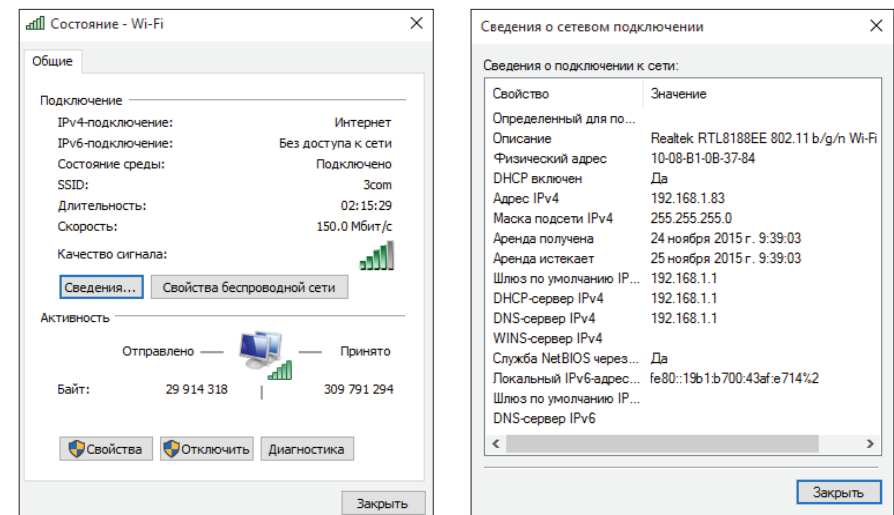 Состояние - Wi-Fi
Общие
Подключение
IPv4-подключение: Интернет
IPv6-подключение: Без доступа к сети
Состояние среды: Подключено
SSID: 3com
Длительность: 02:15:29
Скорость: 150.0 Мбит/с
Качество сигнала:
Сведения... Свойства беспроводной сети
Активность
Отправлено Принято
Байт: 29 914 318 309 791 294
Свойства Отключить Диагностика
Закрыть
Сведения о сетевом подключении
Сведения о подключении к сети:
Свойство Значение
Определенный для по...
Описание Realtek RTL8188EE 802.11 b/g/n Wi-Fi
Физический адрес 10-08-B1-0B-37-84
DHCP включен Да
Адрес IPv4 192.168.1.83
Маска подсети IPv4 255.255.255.0
Аренда получена 24 ноября 2015 г. 9:39:03
Аренда истекает 25 ноября 2015 г. 9:39:03
Шлюз по умолчанию IP... 192.168.1.1
DHCP-сервер IPv4 192.168.1.1
DNS-сервер IPv4 192.168.1.1
WINS-сервер IPv4
Служба NetBIOS через... Да
Локальный IPv6-адрес... fe80::19b1:b700:43af:e714%2
Шлюз по умолчанию IP...
DNS-сервер IPv6
Закрыть